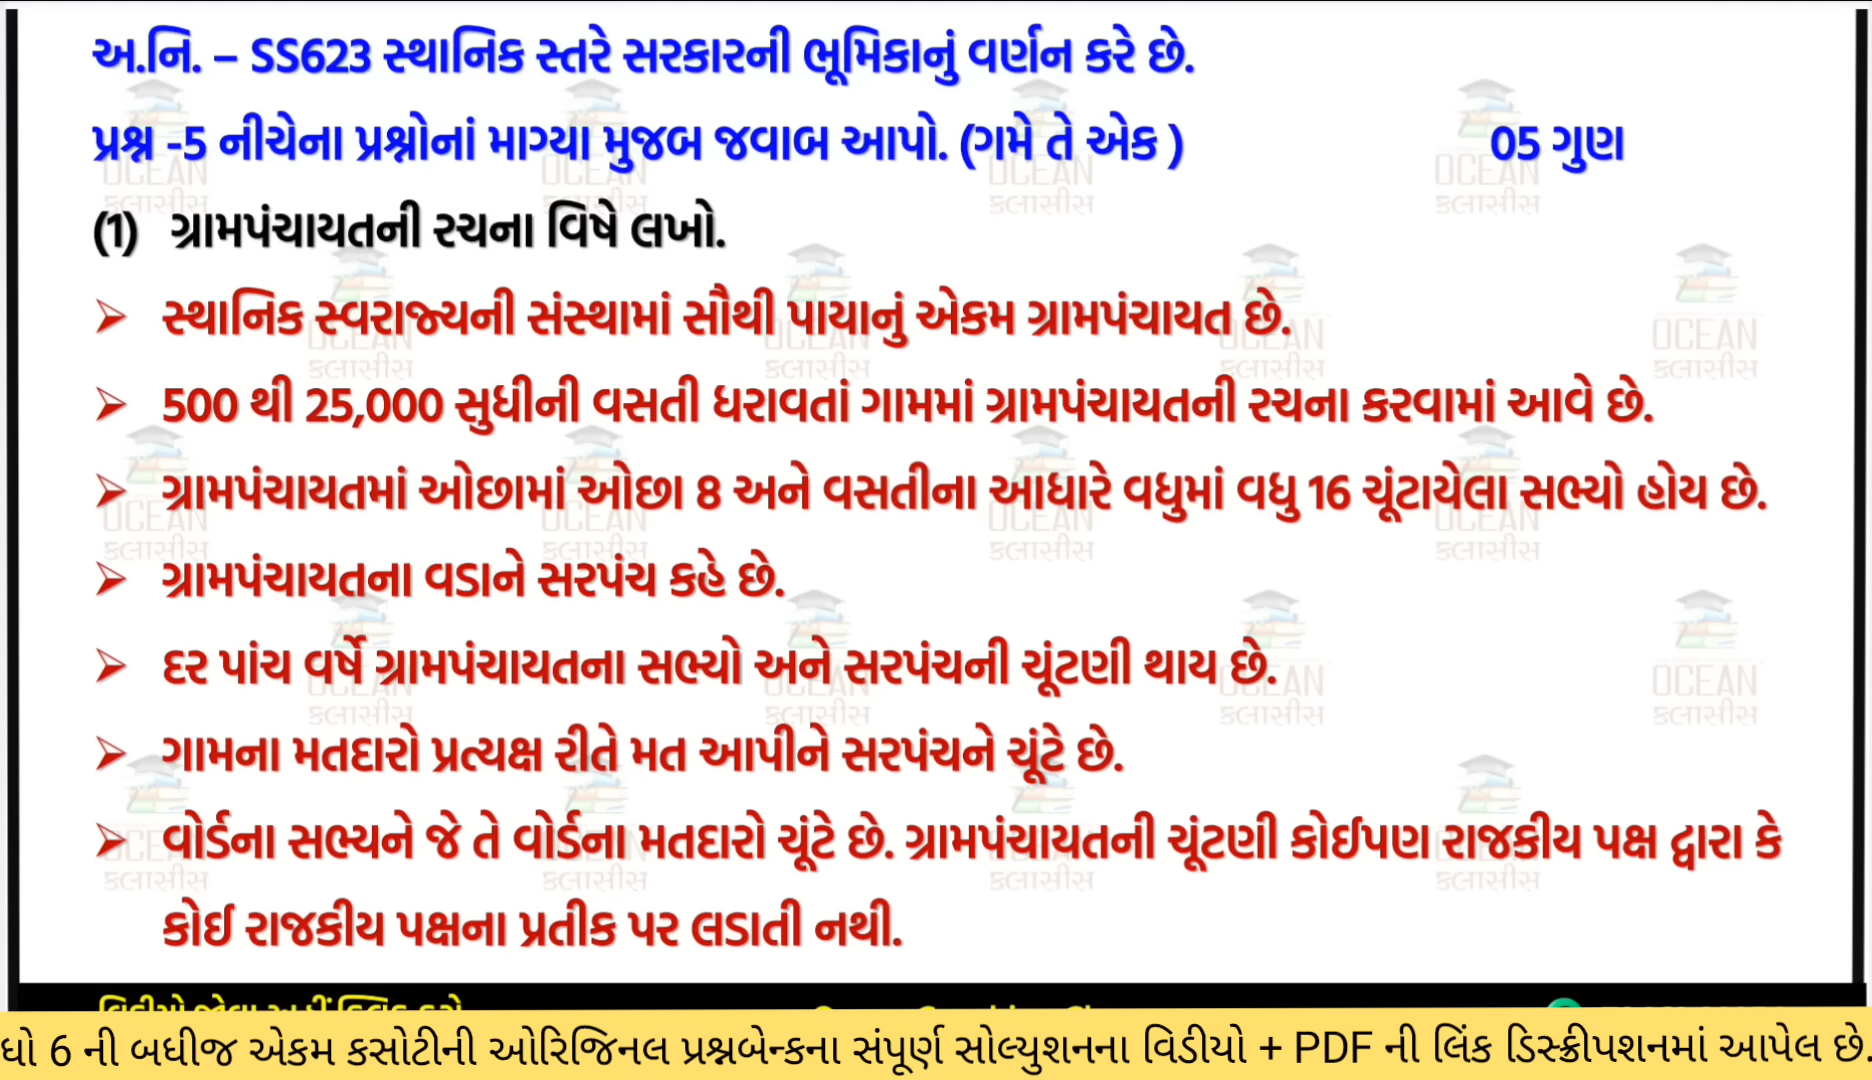 અ.નિ. – SS623 સ્થાનિક સ્તરે સરકારની ભૂમિકાનું વર્ણન કરે છે.
પ્રશ્ન -5 નીચેના પ્રશ્નોનાં માગ્યા મુજબ જવાબ આપો. (ગમે તે એક ) 05 ગુણ
(1) ગ્રામપંચાયતની રચના વિષે લખો.
➢ સ્થાનિક સ્વરાજ્યની સંસ્થામાં સૌથી પાયાનું એકમ ગ્રામપંચાયત છે.
➢ 500 થી 25,000 સુધીની વસતી ધરાવતાં ગામમાં ગ્રામપંચાયતની રચના કરવામાં આવે છે.
➢ ગ્રામપંચાયતમાં ઓછામાં ઓછા 8 અને વસતીના આધારે વધુમાં વધુ 16 ચૂંટાયેલા સભ્યો હોય છે.
➢ ગ્રામપંચાયતના વડાને સરપંચ કહે છે.
➢ દર પાંચ વર્ષે ગ્રામપંચાયતના સભ્યો અને સરપંચની ચૂંટણી થાય છે.
➢ ગામના મતદારો પ્રત્યક્ષ રીતે મત આપીને સરપંચને ચૂંટે છે.
➢ વોર્ડના સભ્યને જે તે વોર્ડના મતદારો ચૂંટે છે. ગ્રામપંચાયતની ચૂંટણી કોઈપણ રાજકીય પક્ષ દ્વારા કે
કોઈ રાજકીય પક્ષના પ્રતીક પર લડાતી નથી.
ધો 6 ની બધીજ એકમ કસોટીની ઓરિજિનલ પ્રશ્નબેન્કના સંપૂર્ણ સોલ્યુશનના વિડીયો + PDF ની લિંક ડિસ્ક્રીપશનમાં આપેલ છે.